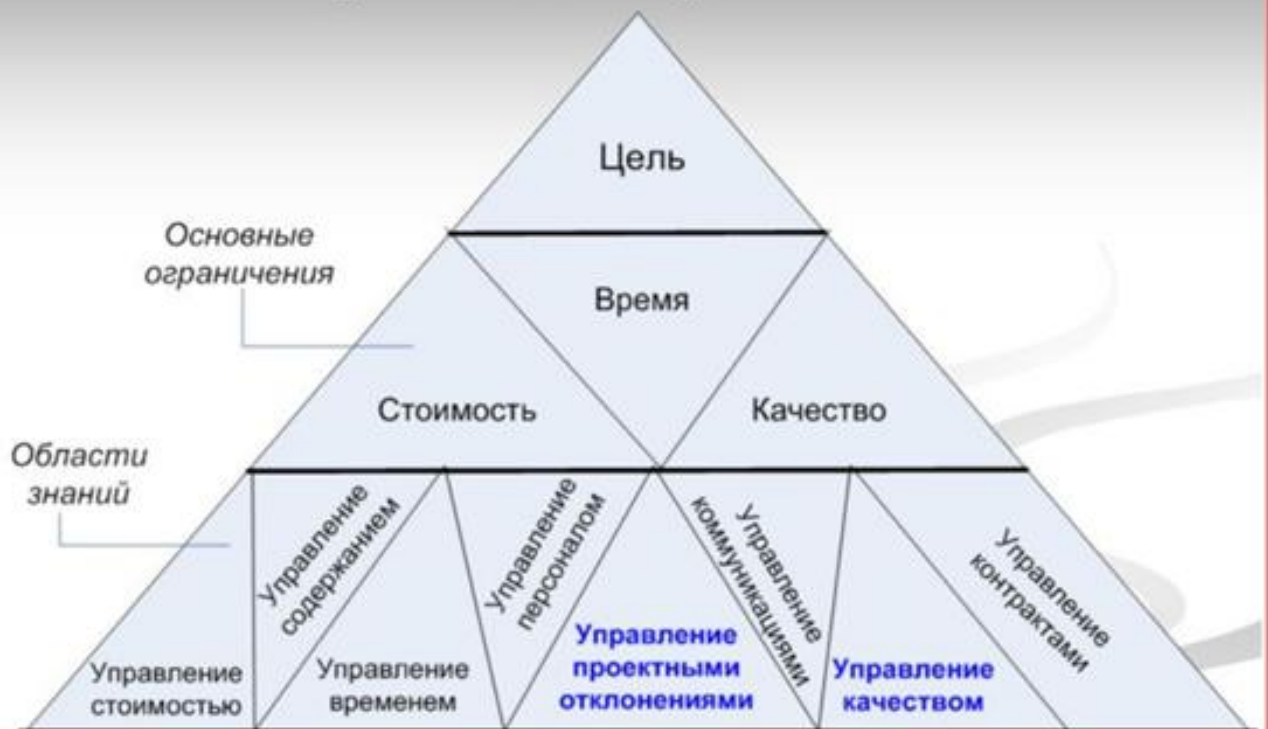 Цель
Основные
ограничения
Время
Стоимость
Качество
Области
знаний
Управление
стоимостью
Управление
содержанием
Управление
временем
Управление
персоналом
Управление
проектными
отклонениями
Управление
коммуникациями
Управление
качеством
Управление
контрактами